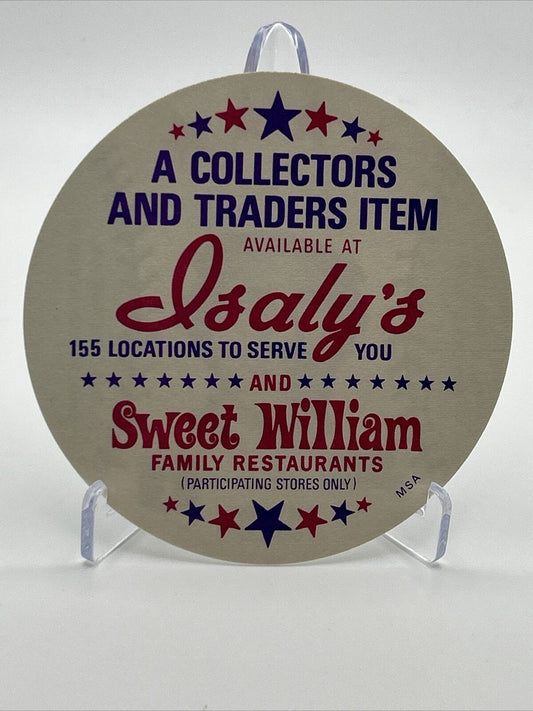 A COLLECTORS
AND TRADERS ITEM
AVAILABLE AT
Isaly's
155 LOCATIONS TO SERVE YOU
AND
Sweet William
FAMILY RESTAURANTS
(PARTICIPATING STORES ONLY)
MSA